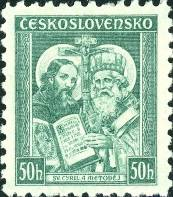 ČESKOSLOVENSKO
50h 50h
SV. CYRIL A METODĚJ